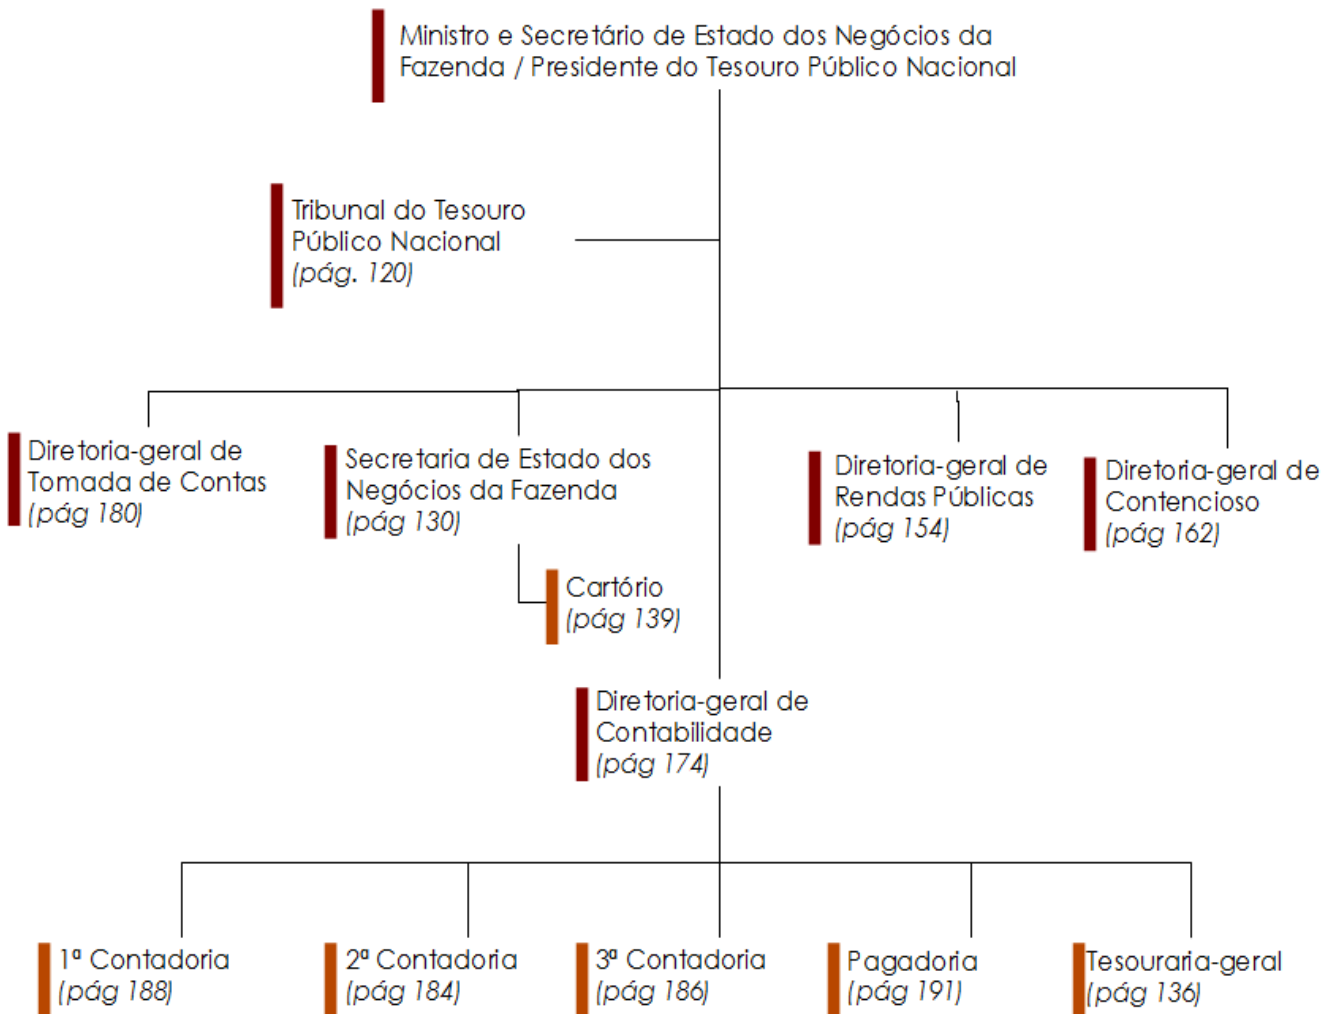 Ministro e Secretário de Estado dos Negócios da
Fazenda / Presidente do Tesouro Público Nacional
Tribunal do Tesouro
Público Nacional
(pág. 120)
Diretoria-geral de
Tomada de Contas
(pág 180)
Secretaria de Estado dos
Negócios da Fazenda
(pág 130)
Diretoria-geral de
Rendas Públicas
(pág 154)
Diretoria-geral de
Contencioso
(pág 162)
Cartório
(pág 139)
Diretoria-geral de
Contabilidade
(pág 174)
1ª Contadoria
(pág 188)
2ª Contadoria
(pág 184)
3ª Contadoria
(pág 186)
Pagadoria
(pág 191)
Tesouraria-geral
(pág 136)